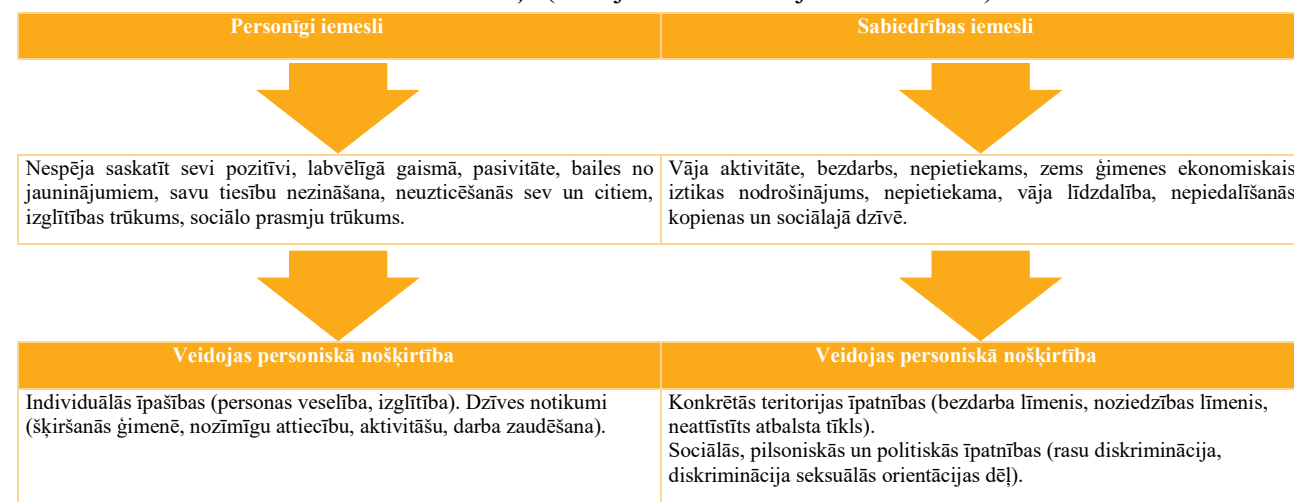 Personīgi iemesli
Sabiedrības iemesli
Nespēja saskatīt sevi pozitīvi, labvēlīgā gaismā, pasivitāte, bailes no
jauninājumiem, savu tiesību nezināšana, neuzticēšanās sev un citiem,
izglītības trūkums, sociālo prasmju trūkums.
Vāja aktivitāte, bezdarbs, nepietiekams, zems ģimenes ekonomiskais
iztikas nodrošinājums, nepietiekama, vāja līdzdalība, nepiedalīšanās
kopienas un sociālajā dzīvē.
Veidojas personiskā nošķirtība
Veidojas personiskā nošķirtība
Individuālās īpašības (personas veselība, izglītība). Dzīves notikumi
(šķiršanās ģimenē, nozīmīgu attiecību, aktivitāšu, darba zaudēšana).
Konkrētās teritorijas īpatnības (bezdarba līmenis, noziedzības līmenis,
neattīstīts atbalsta tīkls).
Sociālās, pilsoniskās un politiskās īpatnības (rasu diskriminācija,
diskriminācija seksuālās orientācijas dēļ).